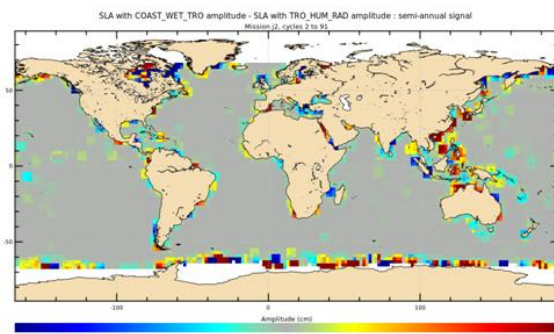 SLA with COAST_WET_TRO amplitude - SLA with TRO_HUM_RAD amplitude : semi-annual signal
Mission j2, cycles 2 to 91
50
0
-50
-100
0
100
Amplitude (cm)